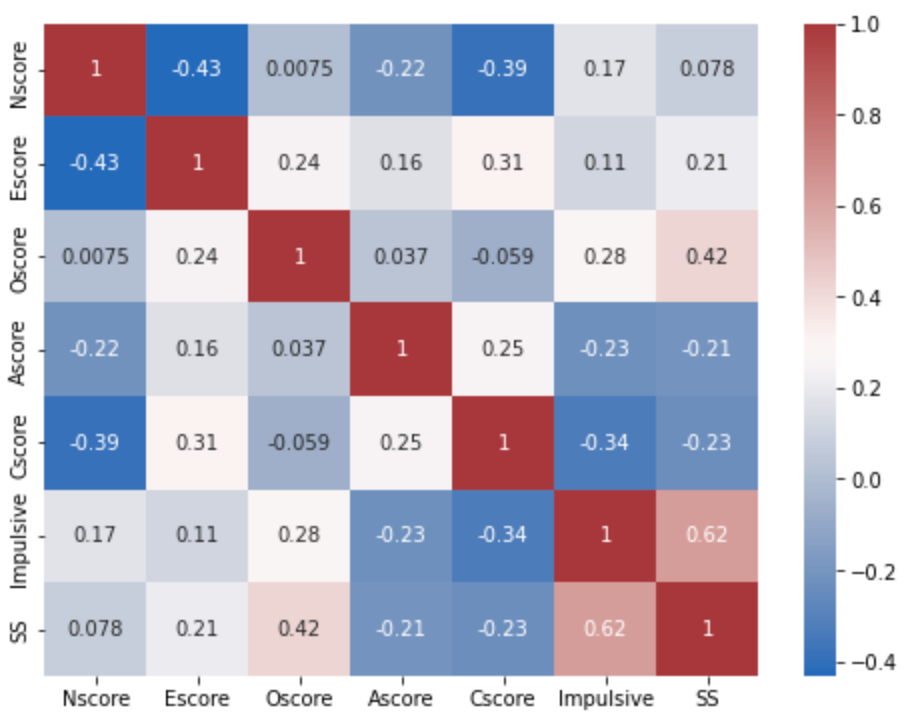 Nscore 1 -0.43 0.0075 -0.22 -0.39 0.17 0.078
Escore -0.43 1 0.24 0.16 0.31 0.11 0.21
Oscore 0.0075 0.24 1 0.037 -0.059 0.28 0.42
Ascore -0.22 0.16 0.037 1 0.25 -0.23 -0.21
Cscore -0.39 0.31 -0.059 0.25 1 -0.34 -0.23
Impulsive 0.17 0.11 0.28 -0.23 -0.34 1 0.62
SS 0.078 0.21 0.42 -0.21 -0.23 0.62 1
Nscore Escore Oscore Ascore Cscore Impulsive SS
1.0
0.8
0.6
0.4
0.2
0.0
−0.2
−0.4